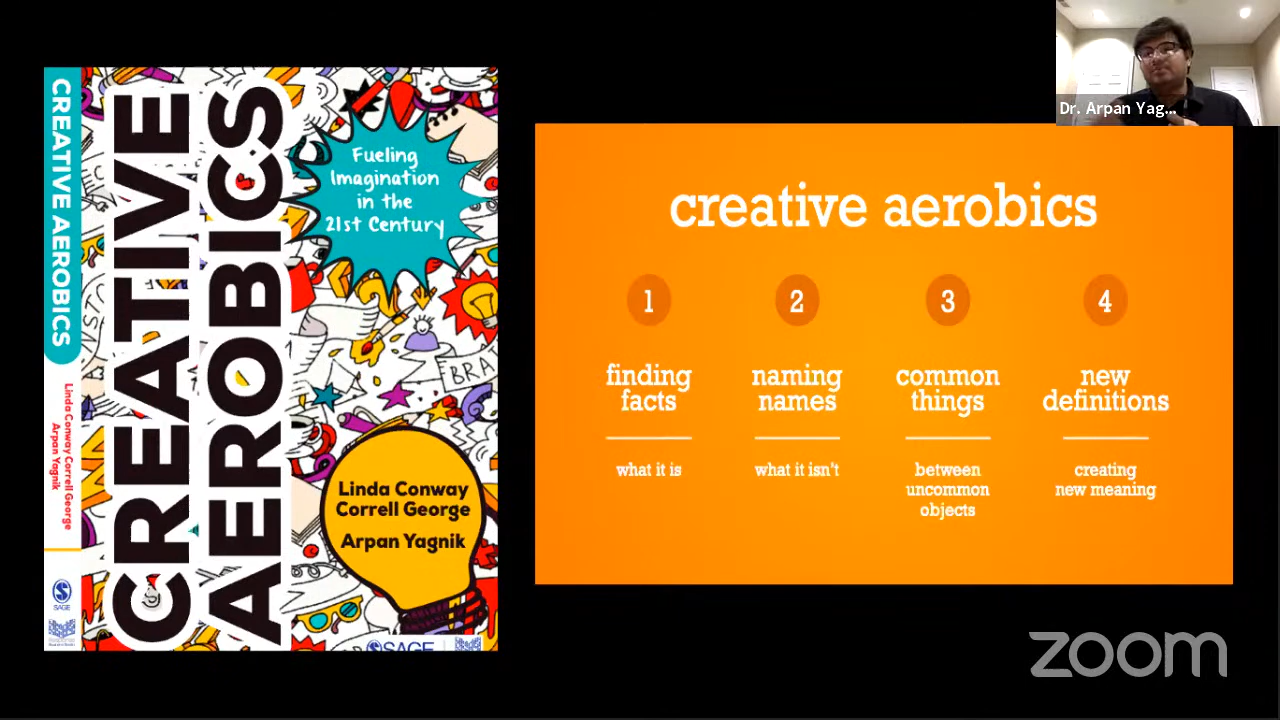 CREATIVE AEROBICS
Linda Conway Correll George
Arpan Yagnik
SAGE
CREATIVE
AEROBICS
Fueling
Imagination
in the
21st Century
BRA
Linda Conway
Correll George
Arpan Yagnik
SAGE
creative aerobics
1
2
3
4
finding
facts
naming
names
common
things
new
definitions
what it is
what it isn't
between
uncommon
objects
creating
new meaning
Dr. Arpan Yag...
zoom